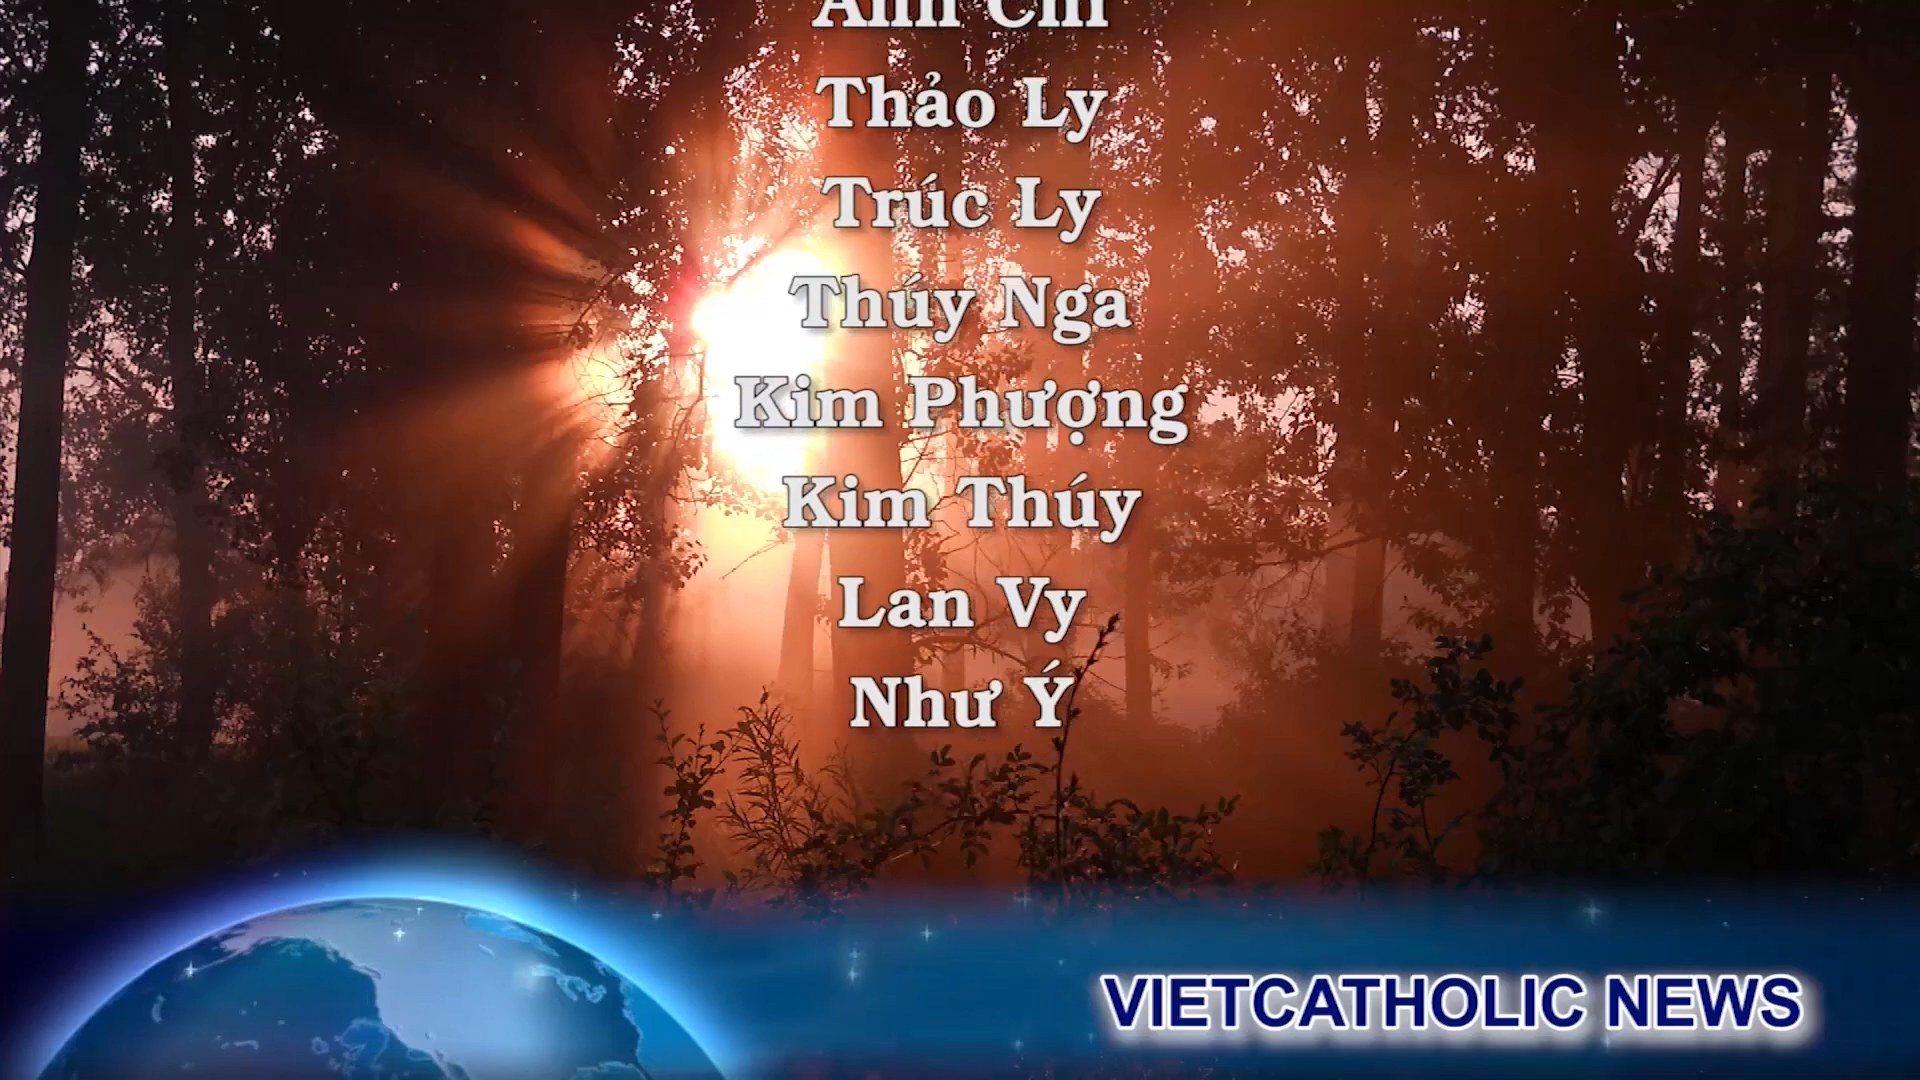 Thảo Ly
Trúc Ly
Thúy Nga
Kim Phượng
Kim Thúy
Lan Vy
Như Ý
VIETCATHOLIC NEWS